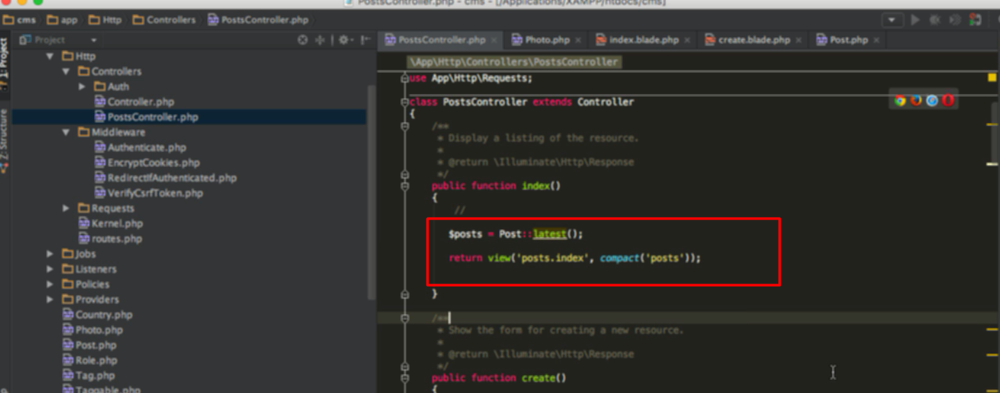 PostsController.php - cms - [/Applications/XAMPP/htdocs/cms]
cms app Http Controllers PostsController.php
1: Project
Z: Structure
Project
Http
Controllers
Auth
Controller.php
PostsController.php
Middleware
Authenticate.php
EncryptCookies.php
RedirectIfAuthenticated.php
VerifyCsrfToken.php
Requests
Kernel.php
routes.php
Jobs
Listeners
Policies
Providers
Country.php
Photo.php
Post.php
Role.php
Tag.php
Taggable.php
PostsController.php × Photo.php × index.blade.php × create.blade.php × Post.php ×
\App\Http\Controllers\PostsController
use App\Http\Requests;
class PostsController extends Controller
{
/**
* Display a listing of the resource.
*
* @return \Illuminate\Http\Response
*/
public function index()
{
//
$posts = Post::latest();
return view('posts.index', compact('posts'));
}
/**
* Show the form for creating a new resource.
*
* @return \Illuminate\Http\Response
*/
public function create()
{